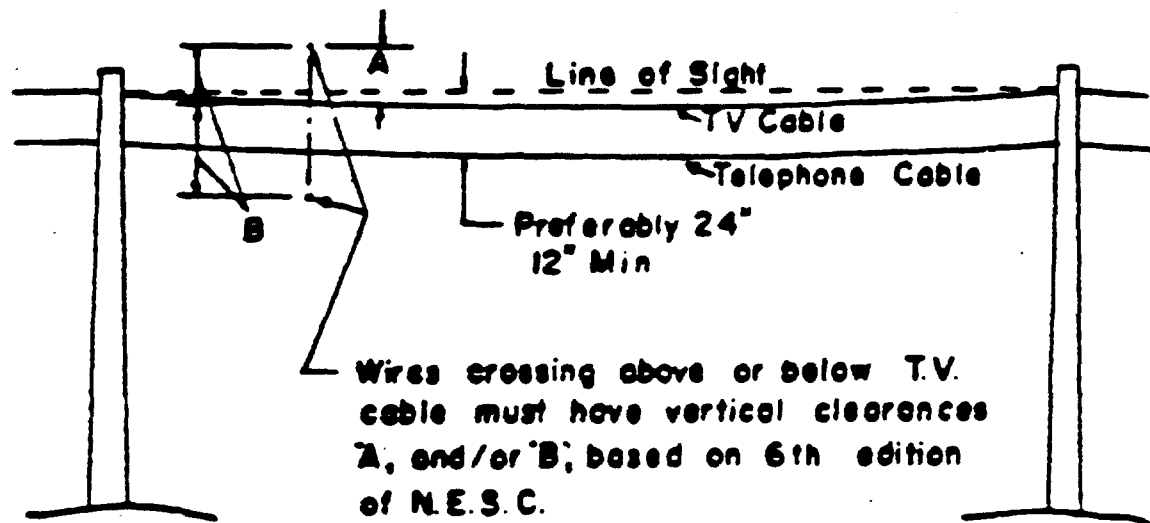 A
Line of Sight
TV Cable
Telephone Cable
B
Preferably 24"
12" Min
Wires crossing above or below T.V.
cable must have vertical clearances
"A", and/or "B", based on 6th edition
of N.E.S.C.